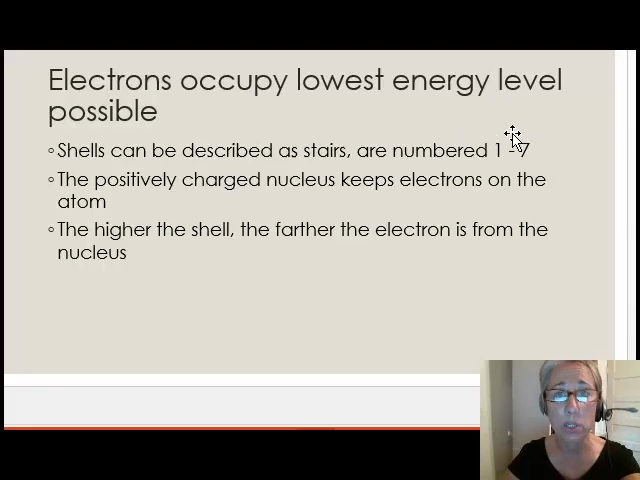 Electrons occupy lowest energy level
possible
◦Shells can be described as stairs, are numbered 1 - 7
◦The positively charged nucleus keeps electrons on the
atom
◦The higher the shell, the farther the electron is from the
nucleus